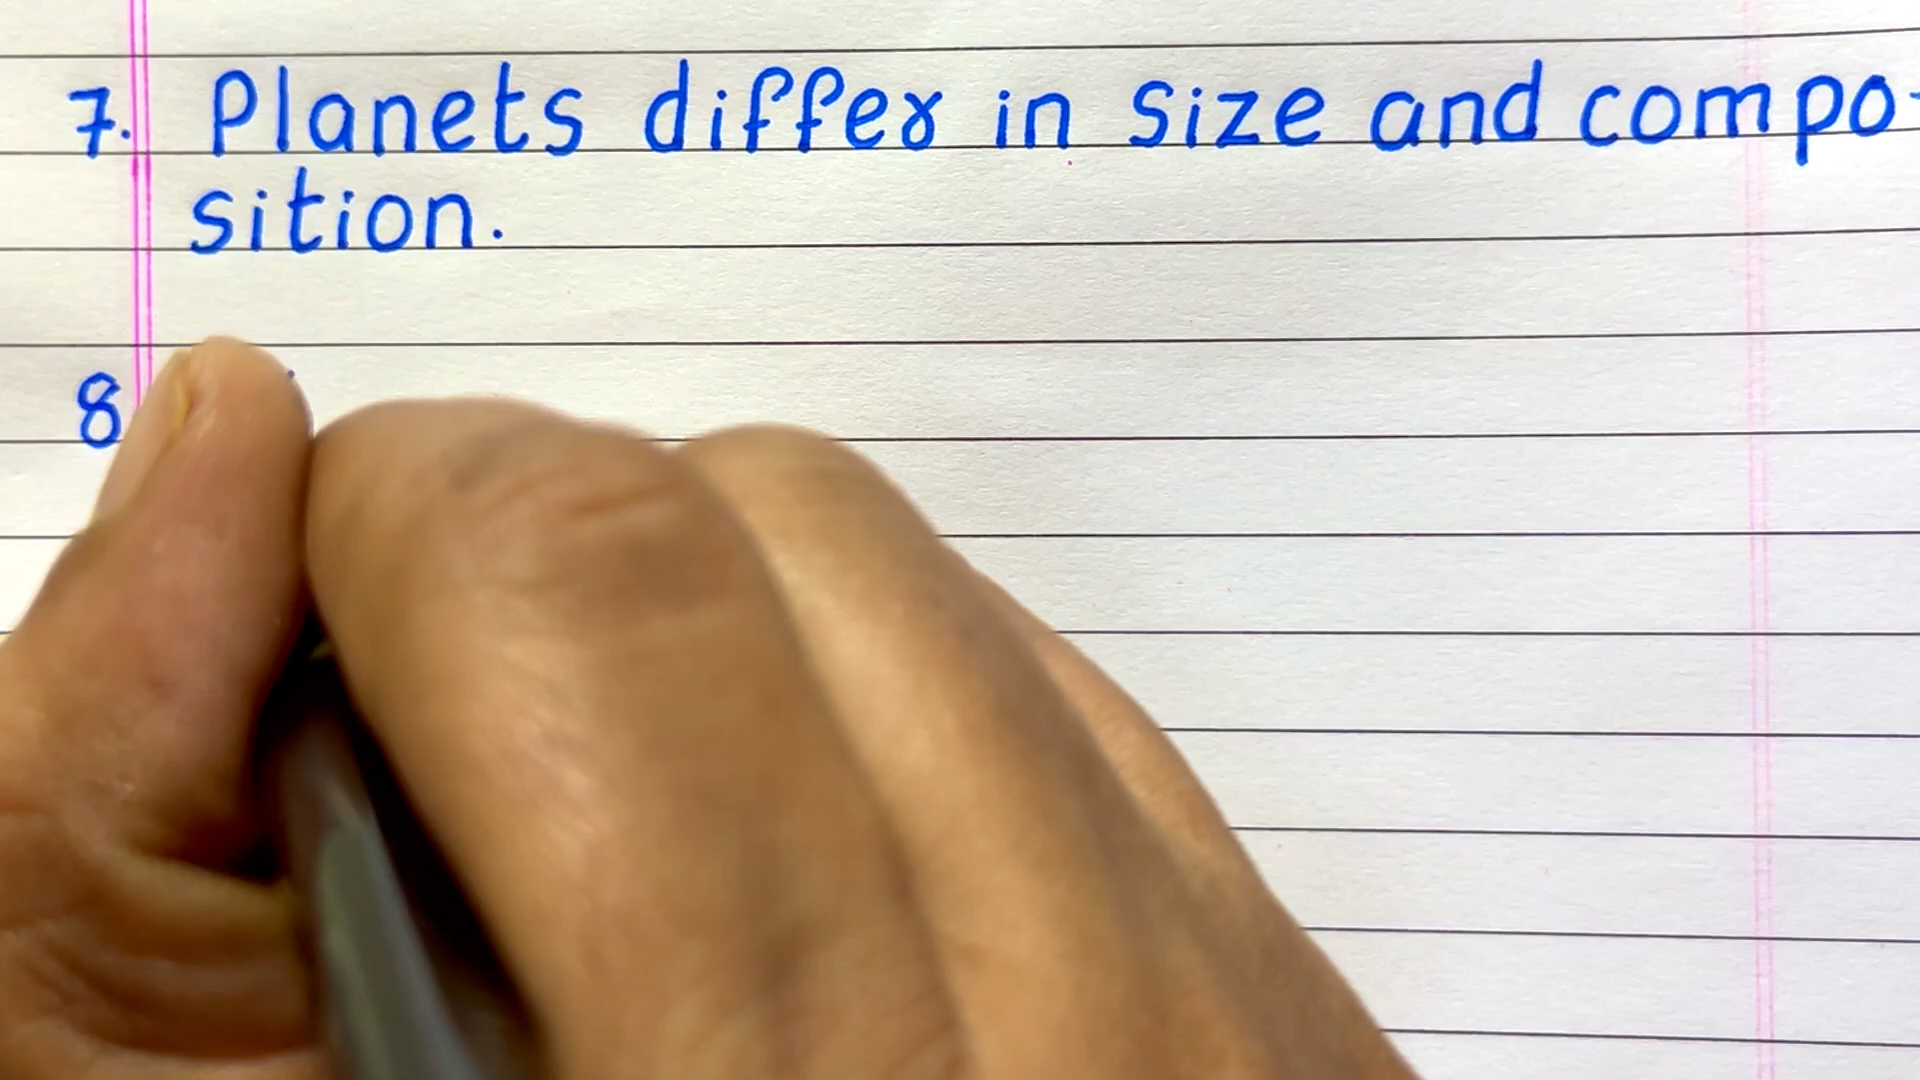 7. Planets differ in size and compo-
sition.
8